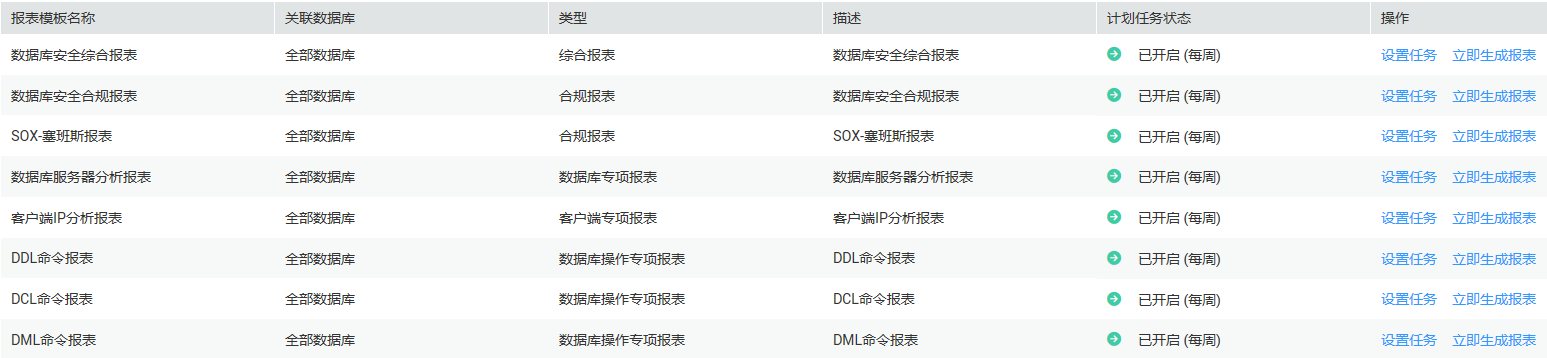 报表模板名称 关联数据库 类型 描述 计划任务状态 操作
数据库安全综合报表 全部数据库 综合报表 数据库安全综合报表 已开启 (每周) 设置任务 立即生成报表
数据库安全合规报表 全部数据库 合规报表 数据库安全合规报表 已开启 (每周) 设置任务 立即生成报表
SOX-塞班斯报表 全部数据库 合规报表 SOX-塞班斯报表 已开启 (每周) 设置任务 立即生成报表
数据库服务器分析报表 全部数据库 数据库专项报表 数据库服务器分析报表 已开启 (每周) 设置任务 立即生成报表
客户端IP分析报表 全部数据库 客户端专项报表 客户端IP分析报表 已开启 (每周) 设置任务 立即生成报表
DDL命令报表 全部数据库 数据库操作专项报表 DDL命令报表 已开启 (每周) 设置任务 立即生成报表
DCL命令报表 全部数据库 数据库操作专项报表 DCL命令报表 已开启 (每周) 设置任务 立即生成报表
DML命令报表 全部数据库 数据库操作专项报表 DML命令报表 已开启 (每周) 设置任务 立即生成报表